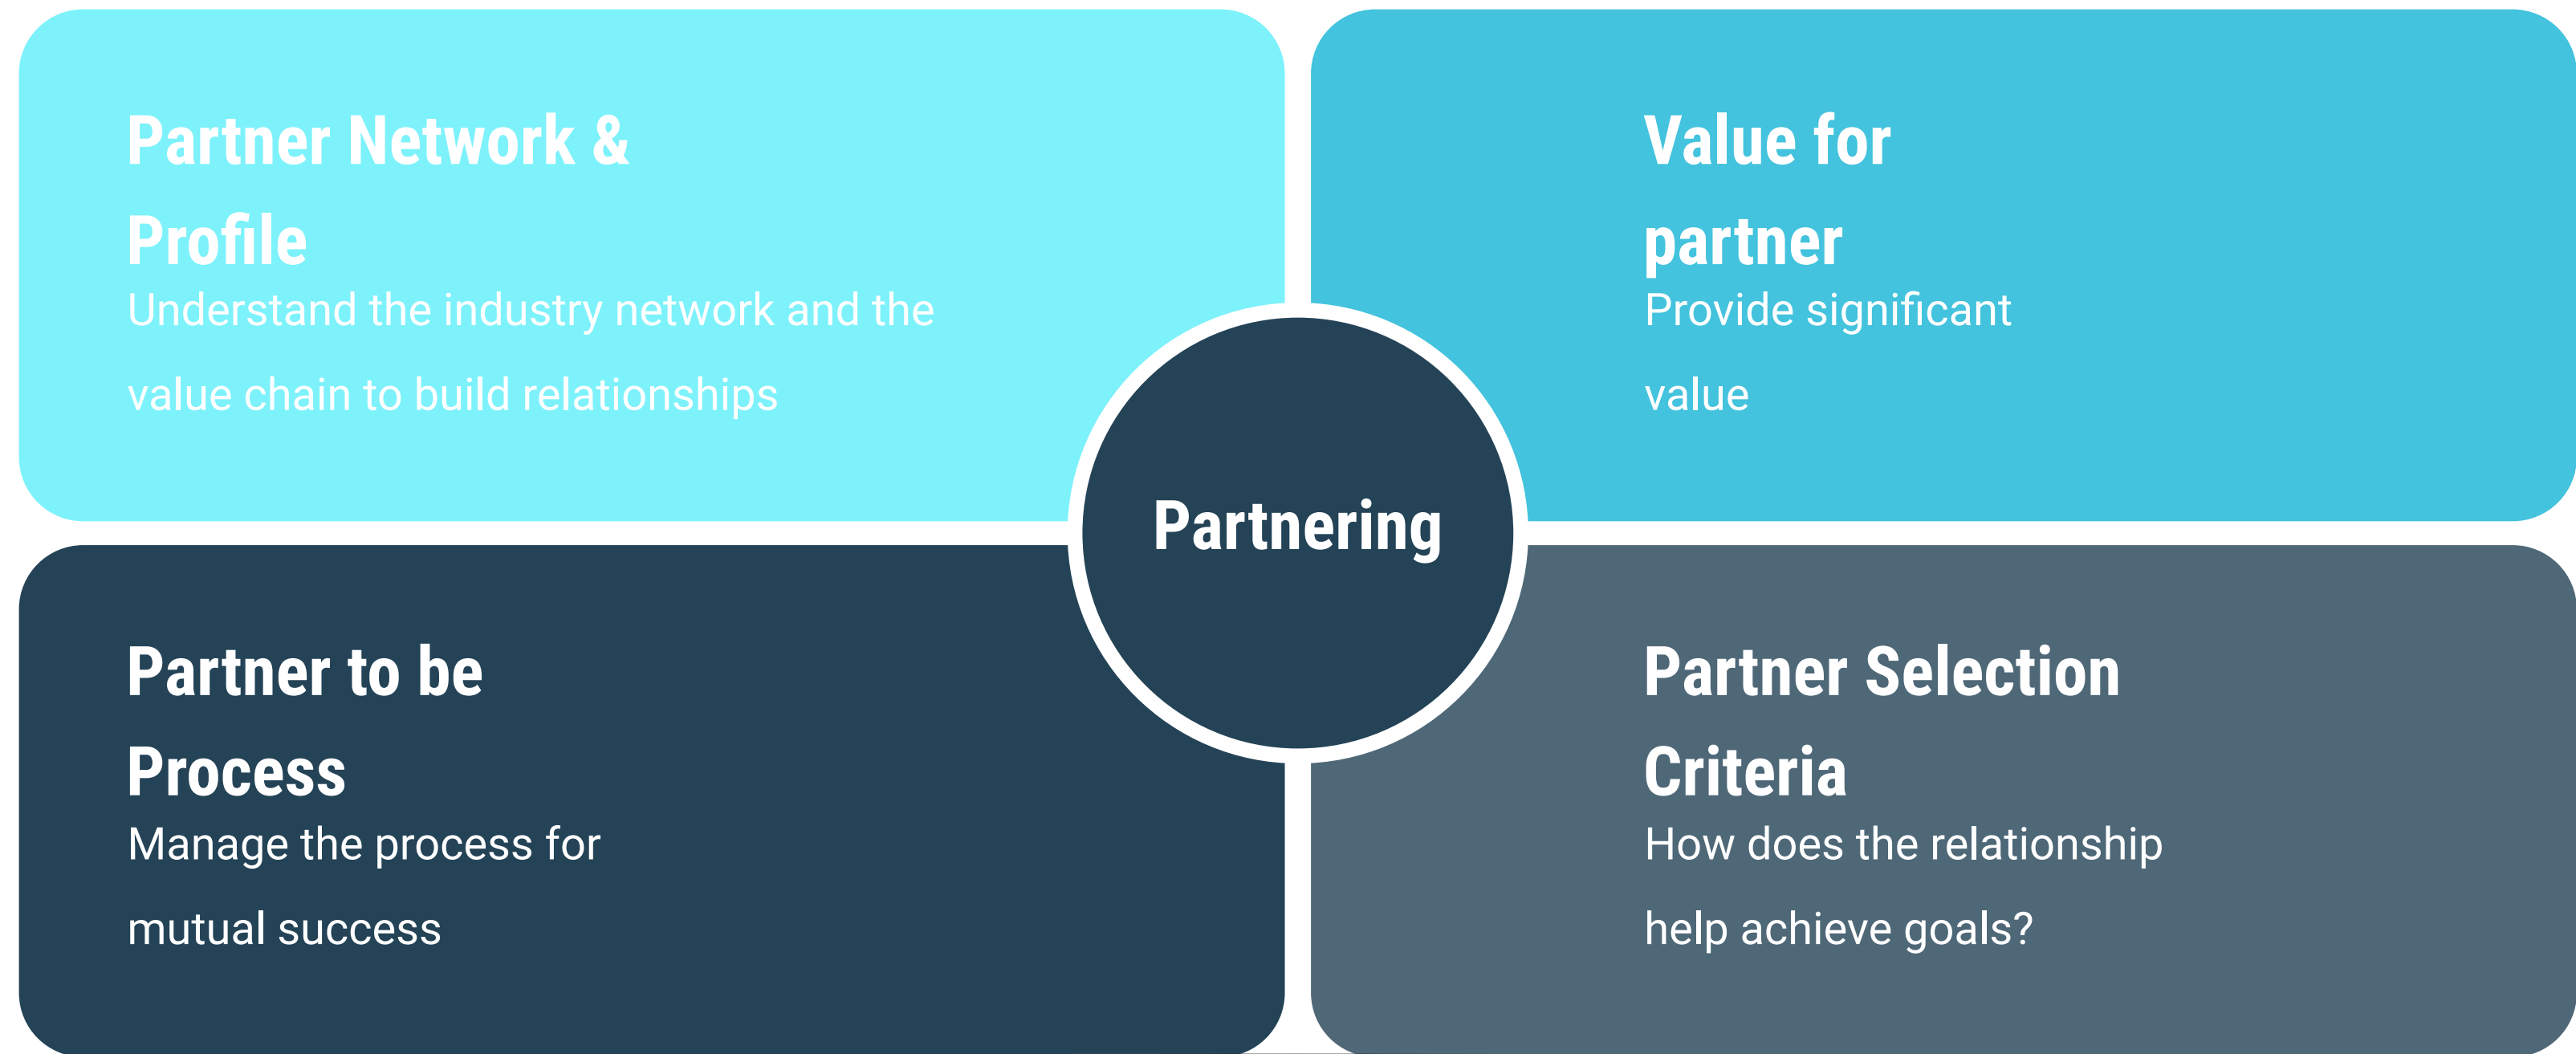 Partner Network &
Profile
Understand the industry network and the
value chain to build relationships
Value for
partner
Provide significant
value
Partnering
Partner to be
Process
Manage the process for
mutual success
Partner Selection
Criteria
How does the relationship
help achieve goals?